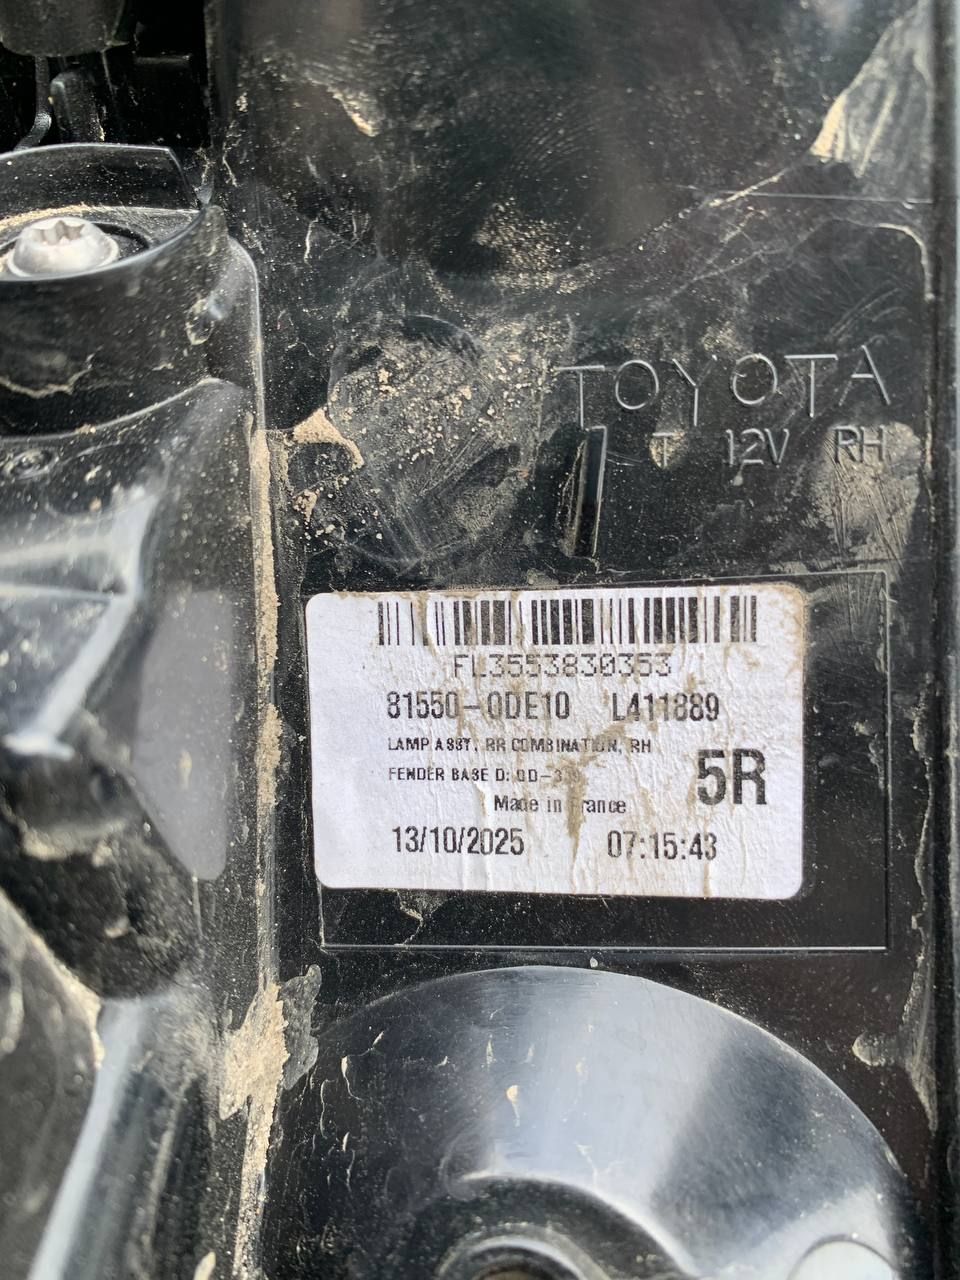 TOYOTA
T 12V RH
FL3553830353
81550-0DE10 L411889
LAMP ASSY, RR COMBINATION, RH
FENDER BASE D:
5R
Made in France
13/10/2025 07:15:43